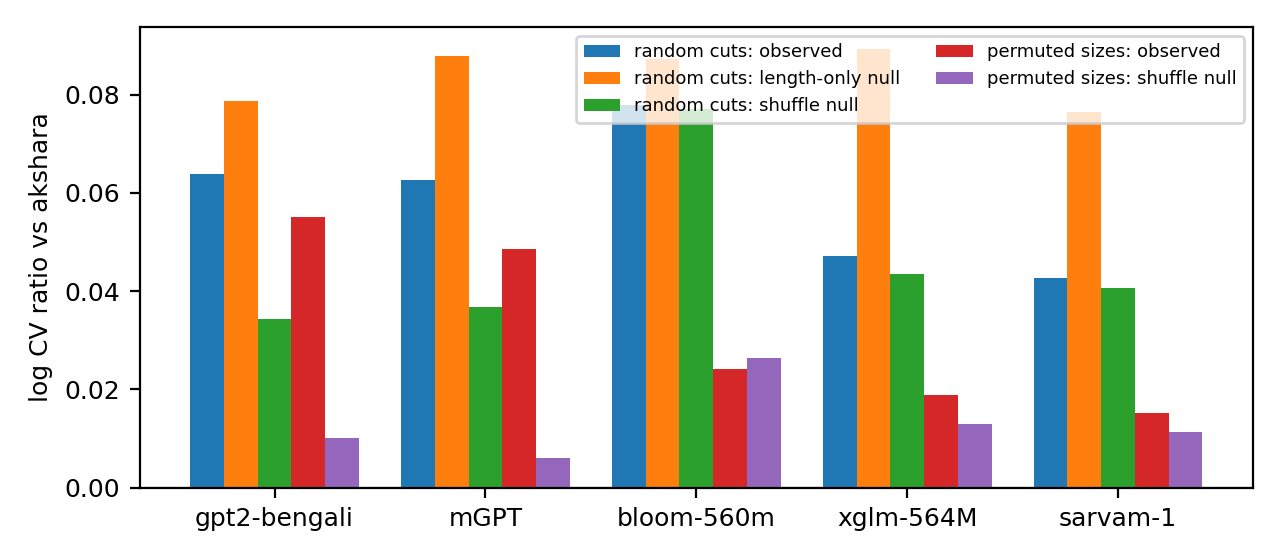 log CV ratio vs akshara
0.08
0.06
0.04
0.02
0.00
random cuts: observed
random cuts: length-only null
random cuts: shuffle null
permuted sizes: observed
permuted sizes: shuffle null
gpt2-bengali
mGPT
bloom-560m
xglm-564M
sarvam-1